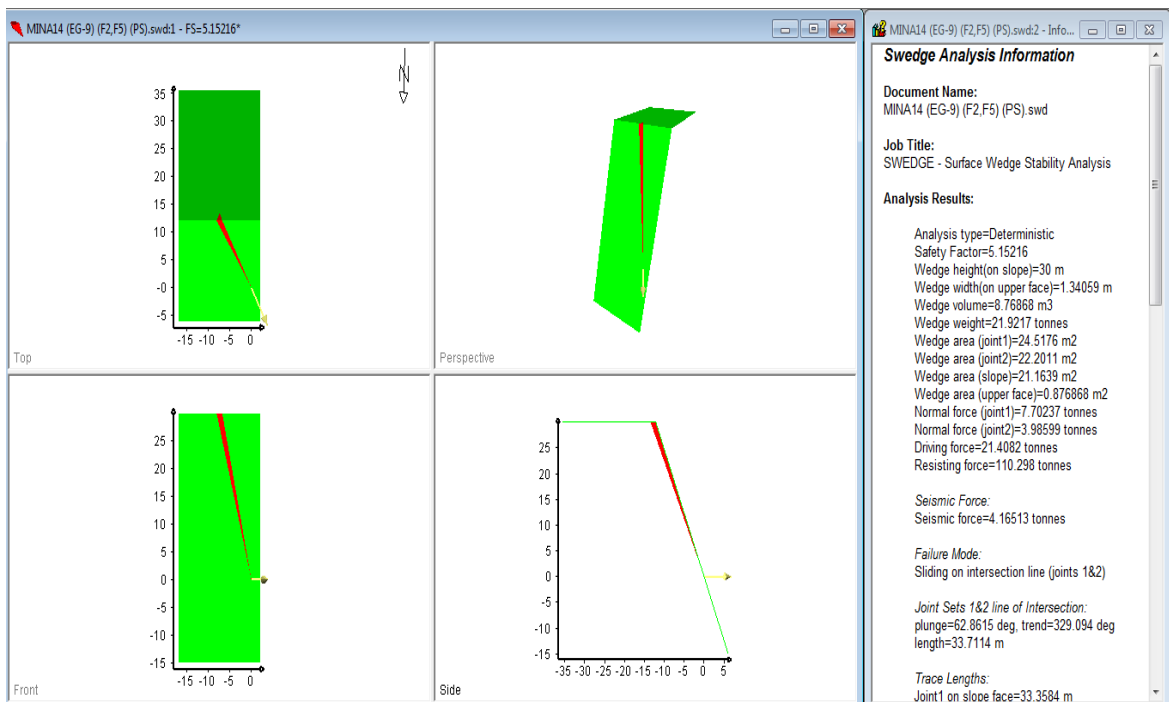 MINA14 (EG-9) (F2,F5) (PS).swd:1 - FS=5.15216*
N
35
30
25
20
15
10
5
-0
-5
-15 -10 -5 0
Top
Perspective
25
20
15
10
5
0
-5
-10
-15
-15 -10 -5 0
Front
25
20
15
10
5
0
-5
-10
-15
-35 -30 -25 -20 -15 -10 -5 0 5
Side
MINA14 (EG-9) (F2,F5) (PS).swd:2 - Info...
Swedge Analysis Information
Document Name:
MINA14 (EG-9) (F2,F5) (PS).swd
Job Title:
SWEDGE - Surface Wedge Stability Analysis
Analysis Results:
Analysis type=Deterministic
Safety Factor=5.15216
Wedge height(on slope)=30 m
Wedge width(on upper face)=1.34059 m
Wedge volume=8.76868 m3
Wedge weight=21.9217 tonnes
Wedge area (joint1)=24.5176 m2
Wedge area (joint2)=22.2011 m2
Wedge area (slope)=21.1639 m2
Wedge area (upper face)=0.876868 m2
Normal force (joint1)=7.70237 tonnes
Normal force (joint2)=3.98599 tonnes
Driving force=21.4082 tonnes
Resisting force=110.298 tonnes
Seismic Force:
Seismic force=4.16513 tonnes
Failure Mode:
Sliding on intersection line (joints 1&2)
Joint Sets 1&2 line of Intersection:
plunge=62.8615 deg, trend=329.094 deg
length=33.7114 m
Trace Lengths:
Joint1 on slope face=33.3584 m